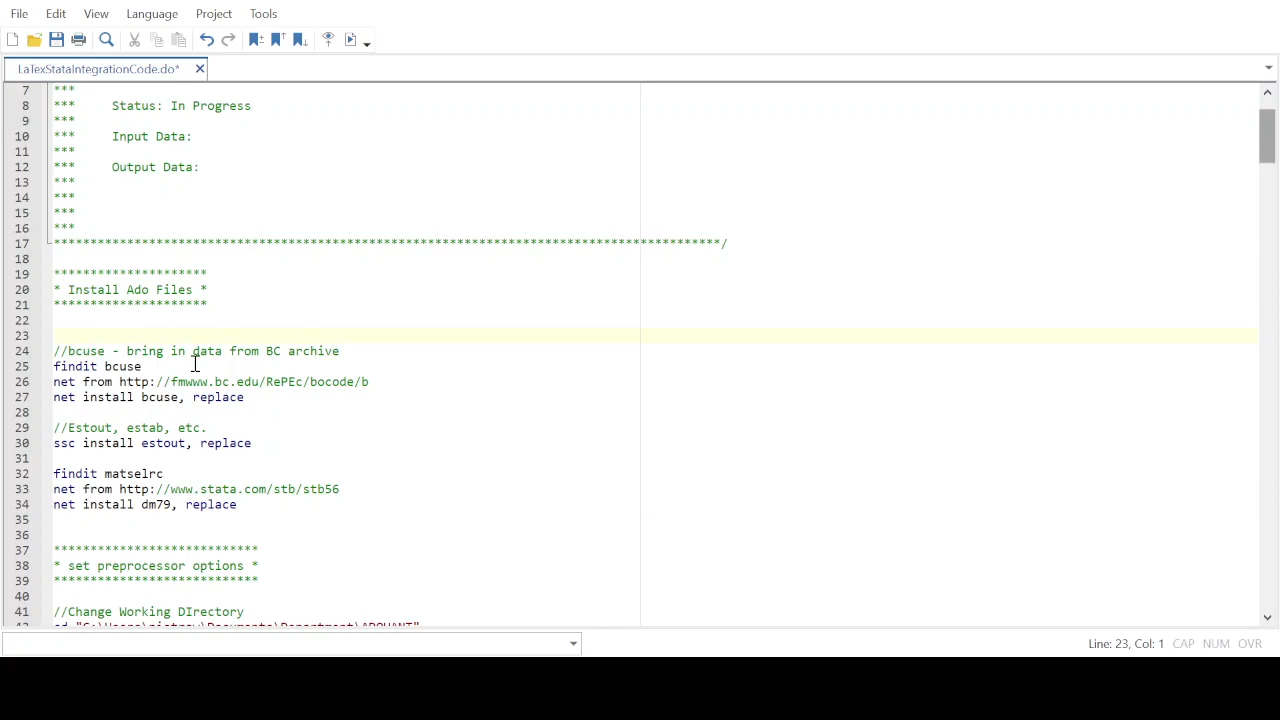 File Edit View Language Project Tools
LaTexStataIntegrationCode.do*
7 ***
8 *** Status: In Progress
9 ***
10 *** Input Data:
11 ***
12 *** Output Data:
13 ***
14 ***
15 ***
16 ***
17 *******************************************************************************************/
18
19 *********************
20 * Install Ado Files *
21 *********************
22
23
24 //bcuse - bring in data from BC archive
25 findit bcuse
26 net from http://fmwww.bc.edu/RePEc/bocode/b
27 net install bcuse, replace
28
29 //Estout, estab, etc.
30 ssc install estout, replace
31
32 findit matselrc
33 net from http://www.stata.com/stb/stb56
34 net install dm79, replace
35
36
37 ****************************
38 * set preprocessor options *
39 ****************************
40
41 //Change Working DIrectory
Line: 23, Col: 1 CAP NUM OVR